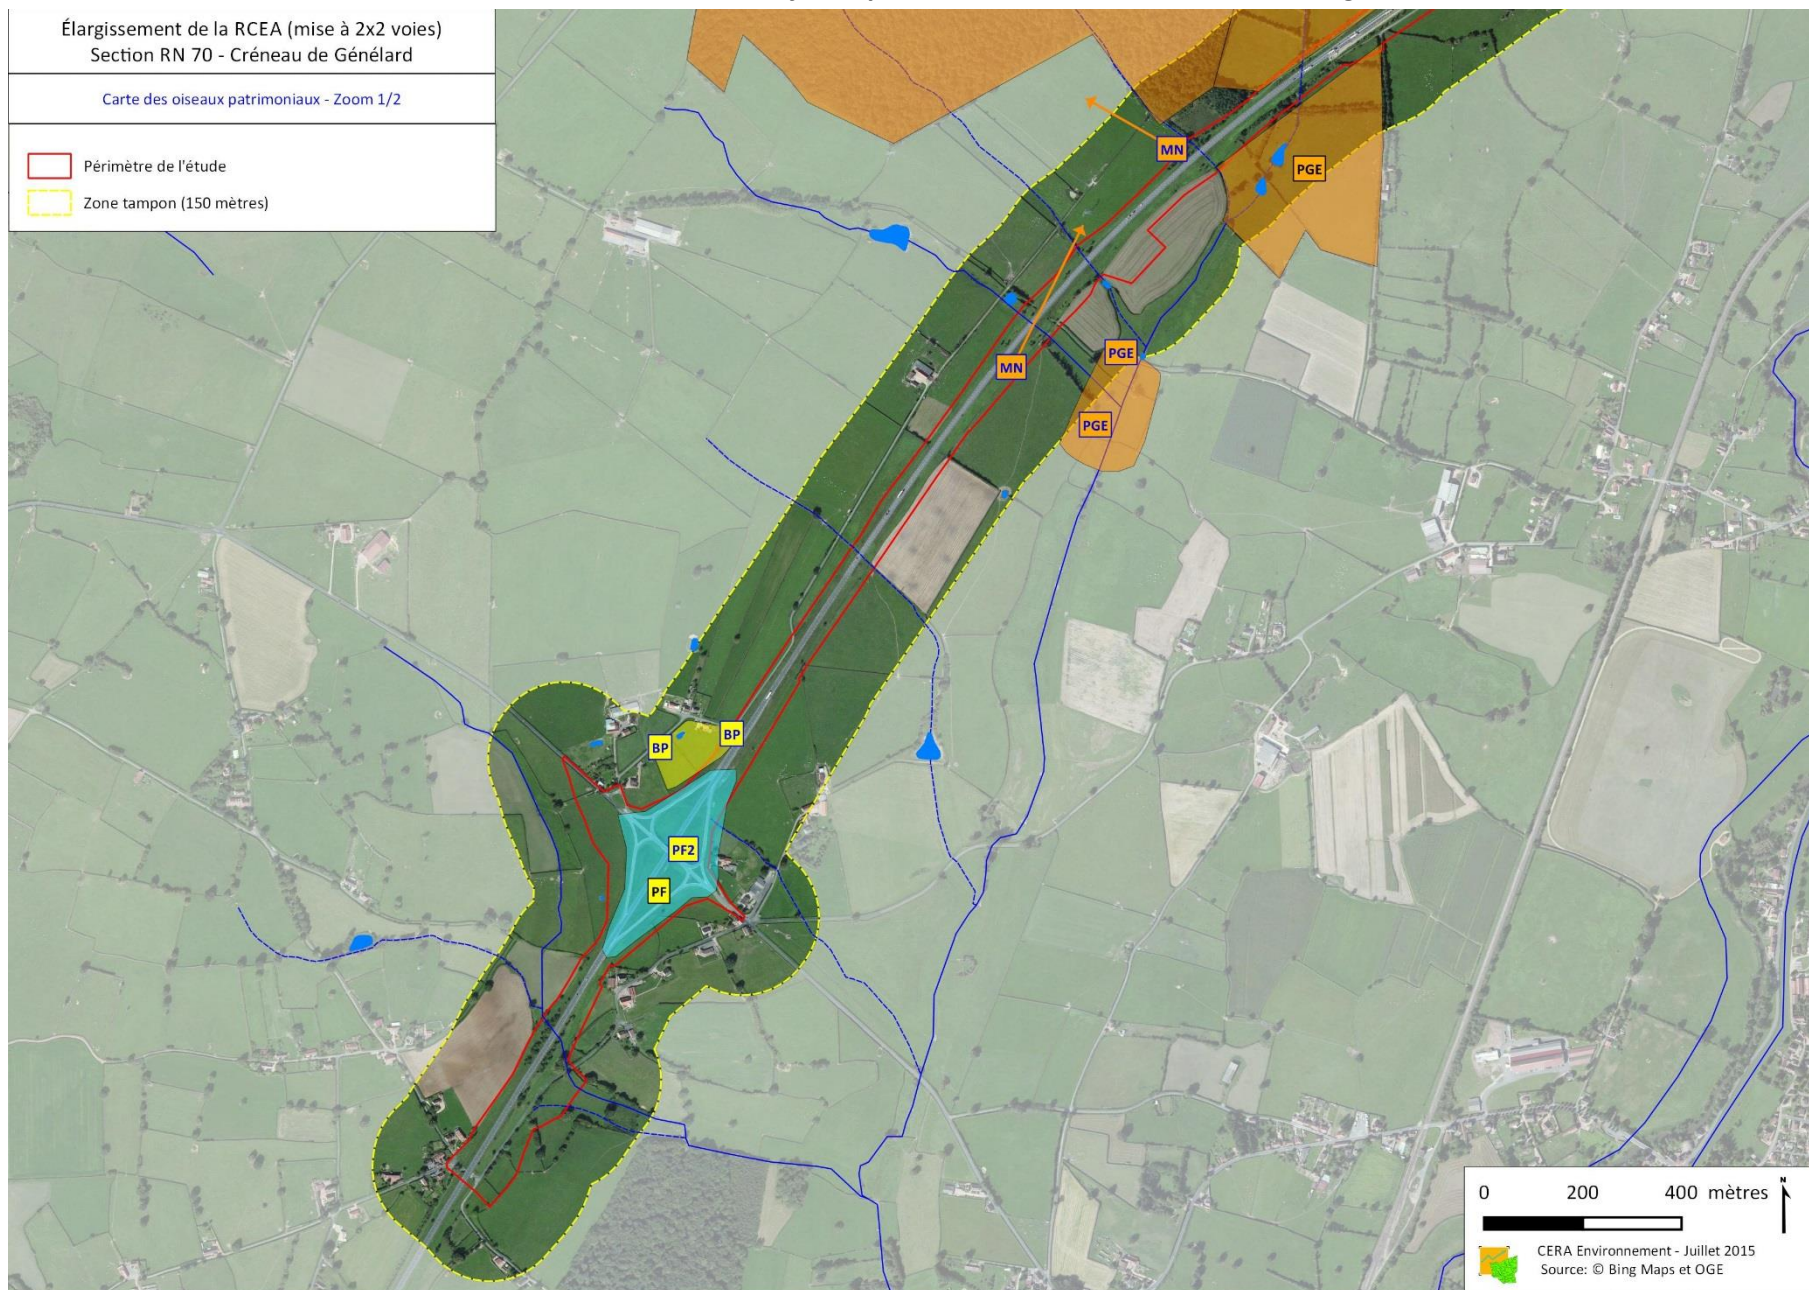 Élargissement de la RCEA (mise à 2x2 voies)
Section RN 70 - Créneau de Génélard
Carte des oiseaux patrimoniaux - Zoom 1/2
Périmètre de l'étude
Zone tampon (150 mètres)
MN
PGE
MN
PGE
PGE
BP
BP
PF2
PF
0 200 400 mètres
N
CERA Environnement - Juillet 2015
Source: © Bing Maps et OGE